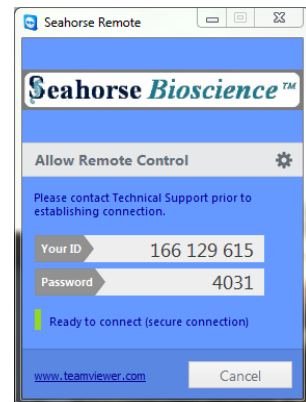 Seahorse Remote
Seahorse Bioscience™
Allow Remote Control
Please contact Technical Support prior to
establishing connection.
Your ID 166 129 615
Password 4031
Ready to connect (secure connection)
www.teamviewer.com Cancel